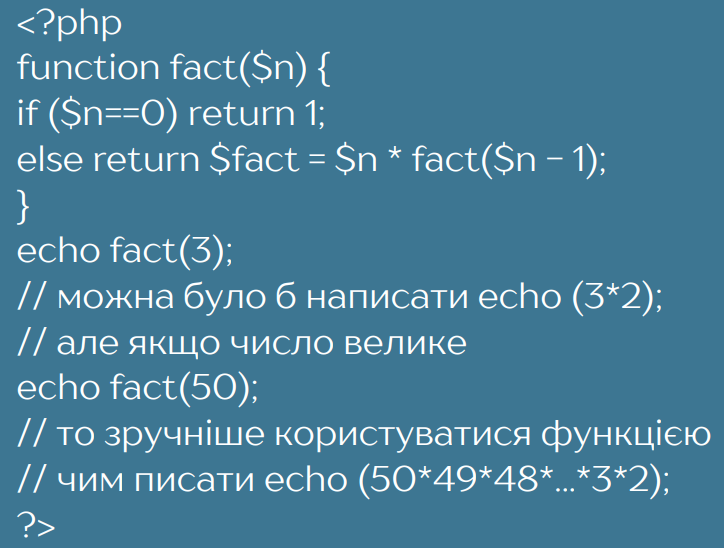 <?php
function fact($n) {
if ($n==0) return 1;
else return $fact = $n * fact($n – 1);
}
echo fact(3);
// можна було б написати echo (3*2);
// але якщо число велике
echo fact(50);
// то зручніше користуватися функцією
// чим писати echo (50*49*48*...*3*2);
?>